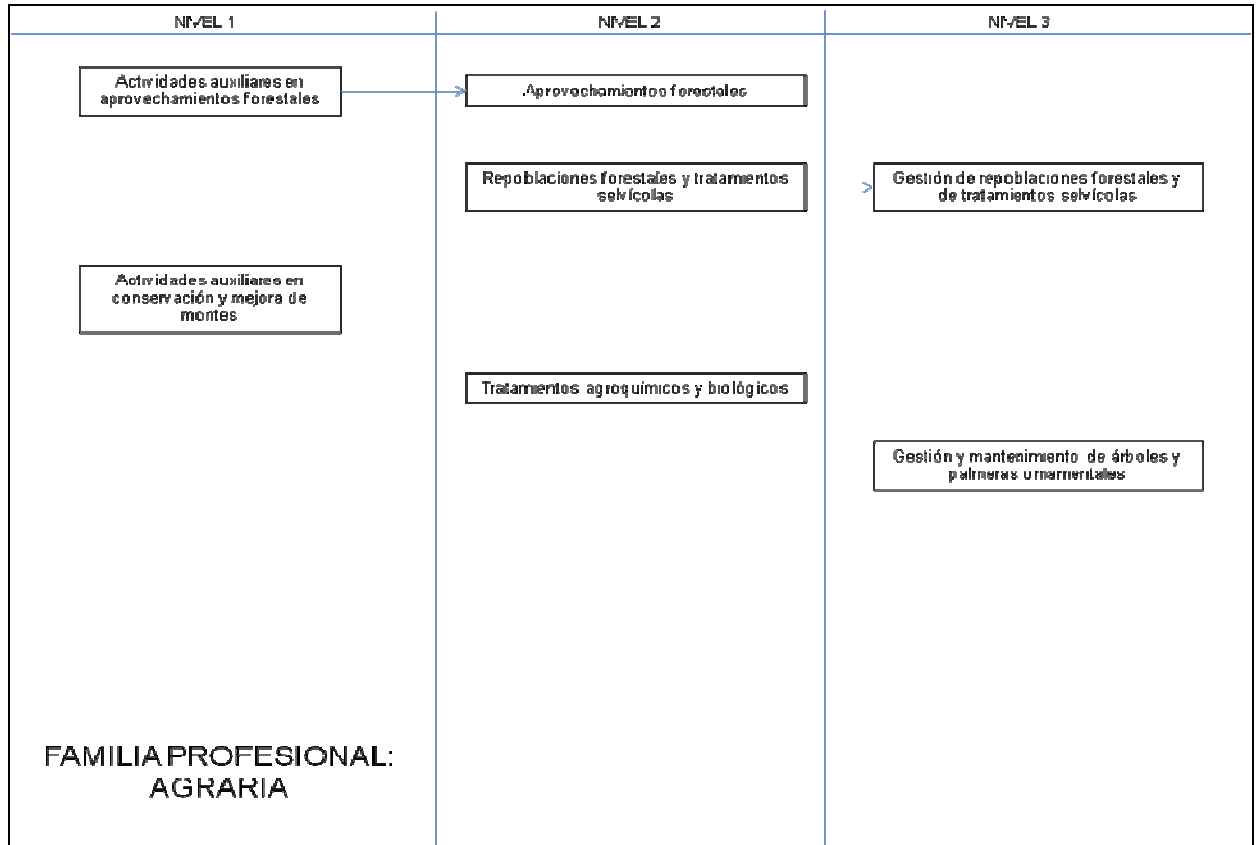 NIVEL 1
NIVEL 2
NIVEL 3
Actividades auxiliares en
aprovechamientos forestales
Aprovechamientos forestales
Repoblaciones forestales y tratamientos
selvícolas
Gestión de repoblaciones forestales y
de tratamientos selvícolas
Actividades auxiliares en
conservación y mejora de
montes
Tratamientos agroquímicos y biológicos
Gestión y mantenimiento de árboles y
palmeras ornamentales
FAMILIA PROFESIONAL:
AGRARIA